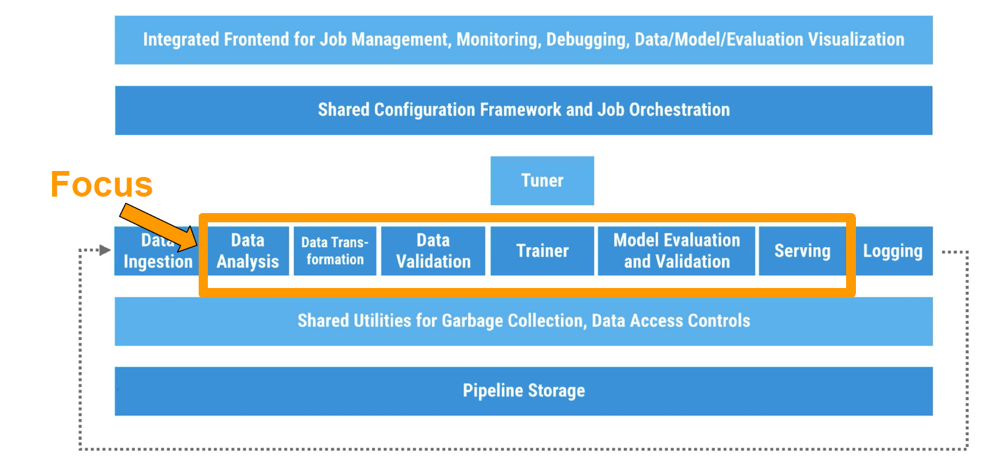 Integrated Frontend for Job Management, Monitoring, Debugging, Data/Model/Evaluation Visualization
Shared Configuration Framework and Job Orchestration
Tuner
Focus
Data
Ingestion
Data
Analysis
Data Trans-
formation
Data
Validation
Trainer
Model Evaluation
and Validation
Serving
Logging
Shared Utilities for Garbage Collection, Data Access Controls
Pipeline Storage